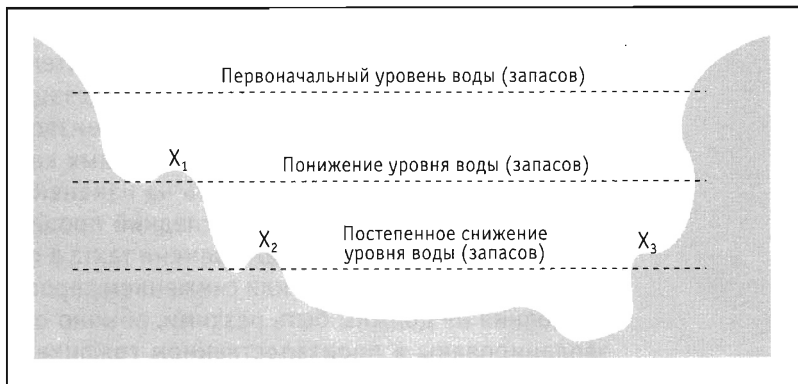 Первоначальный уровень воды (запасов)
X₁
Понижение уровня воды (запасов)
X₂
Постепенное снижение
уровня воды (запасов)
X₃